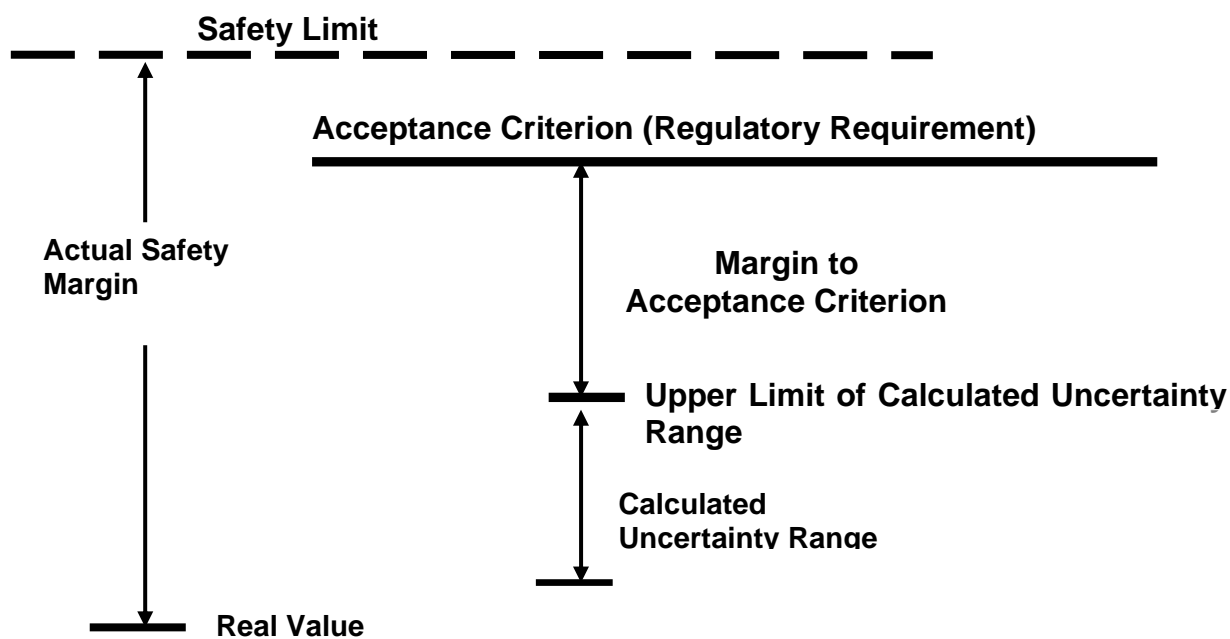 Safety Limit
Acceptance Criterion (Regulatory Requirement)
Actual Safety
Margin
Margin to
Acceptance Criterion
Upper Limit of Calculated Uncertainty
Range
Calculated
Uncertainty Range
Real Value